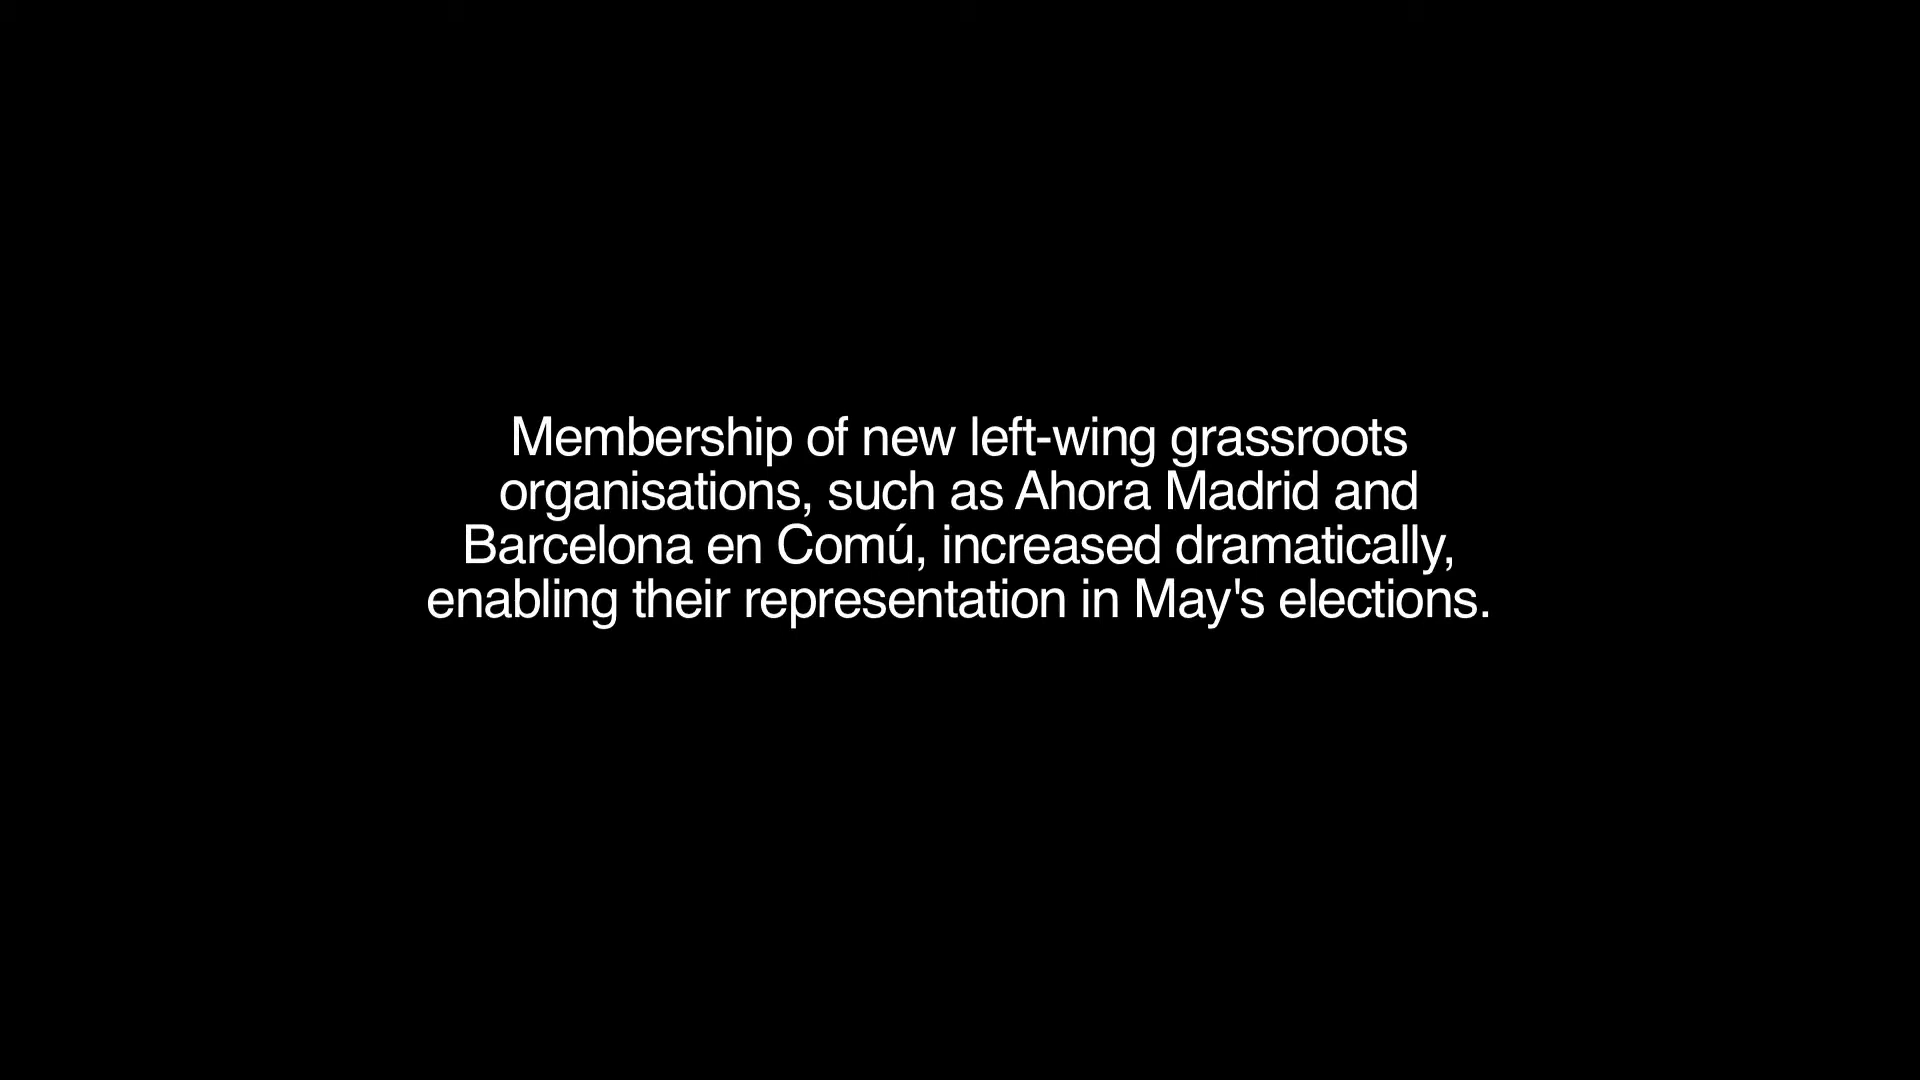 Membership of new left-wing grassroots
organisations, such as Ahora Madrid and
Barcelona en Comú, increased dramatically,
enabling their representation in May's elections.